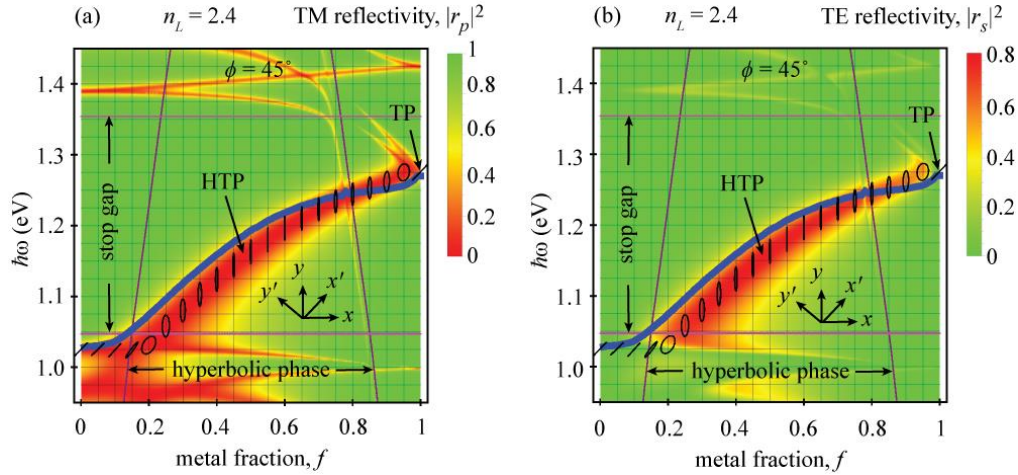 (a) n_L = 2.4 TM reflectivity, |r_p|²
ϕ = 45°
TP
HTP
stop gap
y
y′ x′
x
hyperbolic phase
ħω (eV)
1.4
1.3
1.2
1.1
1.0
0 0.2 0.4 0.6 0.8 1
metal fraction, f
1
0.8
0.6
0.4
0.2
0
(b) n_L = 2.4 TE reflectivity, |r_s|²
ϕ = 45°
TP
HTP
stop gap
y
y′ x′
x
hyperbolic phase
ħω (eV)
1.4
1.3
1.2
1.1
1.0
0 0.2 0.4 0.6 0.8 1
metal fraction, f
0.8
0.6
0.4
0.2
0